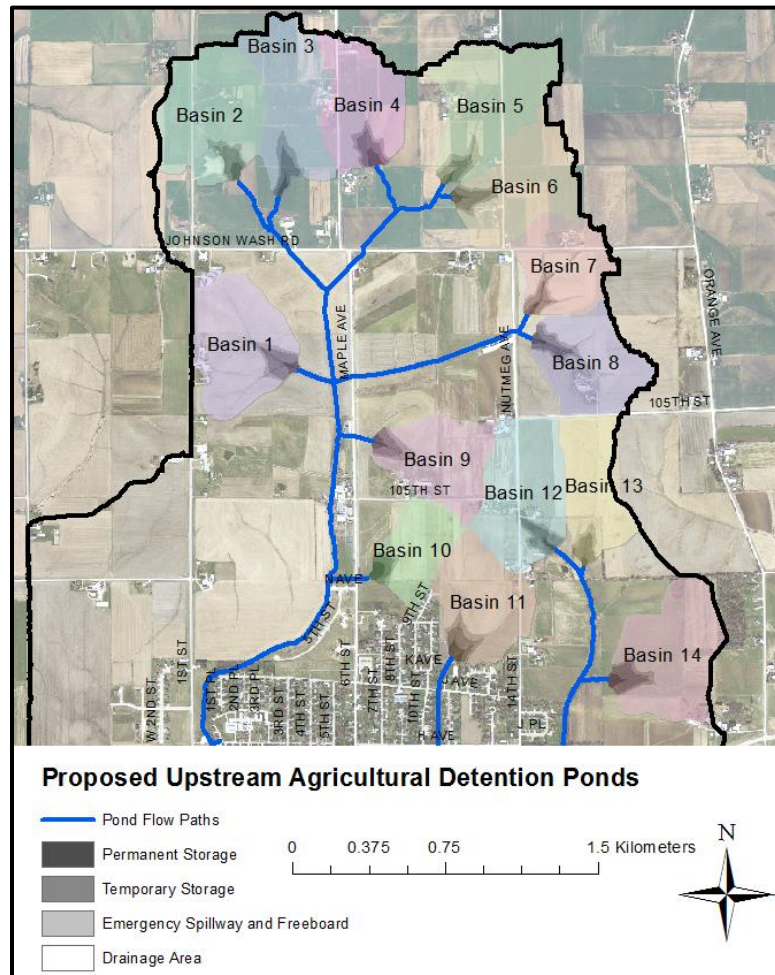 Basin 3
Basin 2
Basin 4
Basin 5
Basin 6
JOHNSON WASH RD
Basin 7
ORANGE AVE
Basin 1
MAPLE AVE
NUTMEG AVE
Basin 8
105TH ST
Basin 9
105TH ST
Basin 12
Basin 13
Basin 10
N AVE
9TH ST
Basin 11
5TH ST
1ST ST
W 2ND ST
1ST PL
2ND PL
3RD PL
3RD ST
4TH ST
5TH ST
6TH ST
7TH ST
8TH ST
10TH ST
K AVE
J AVE
H AVE
14TH ST
J PL
Basin 14
Proposed Upstream Agricultural Detention Ponds
Pond Flow Paths
Permanent Storage
Temporary Storage
Emergency Spillway and Freeboard
Drainage Area
0 0.375 0.75 1.5 Kilometers
N